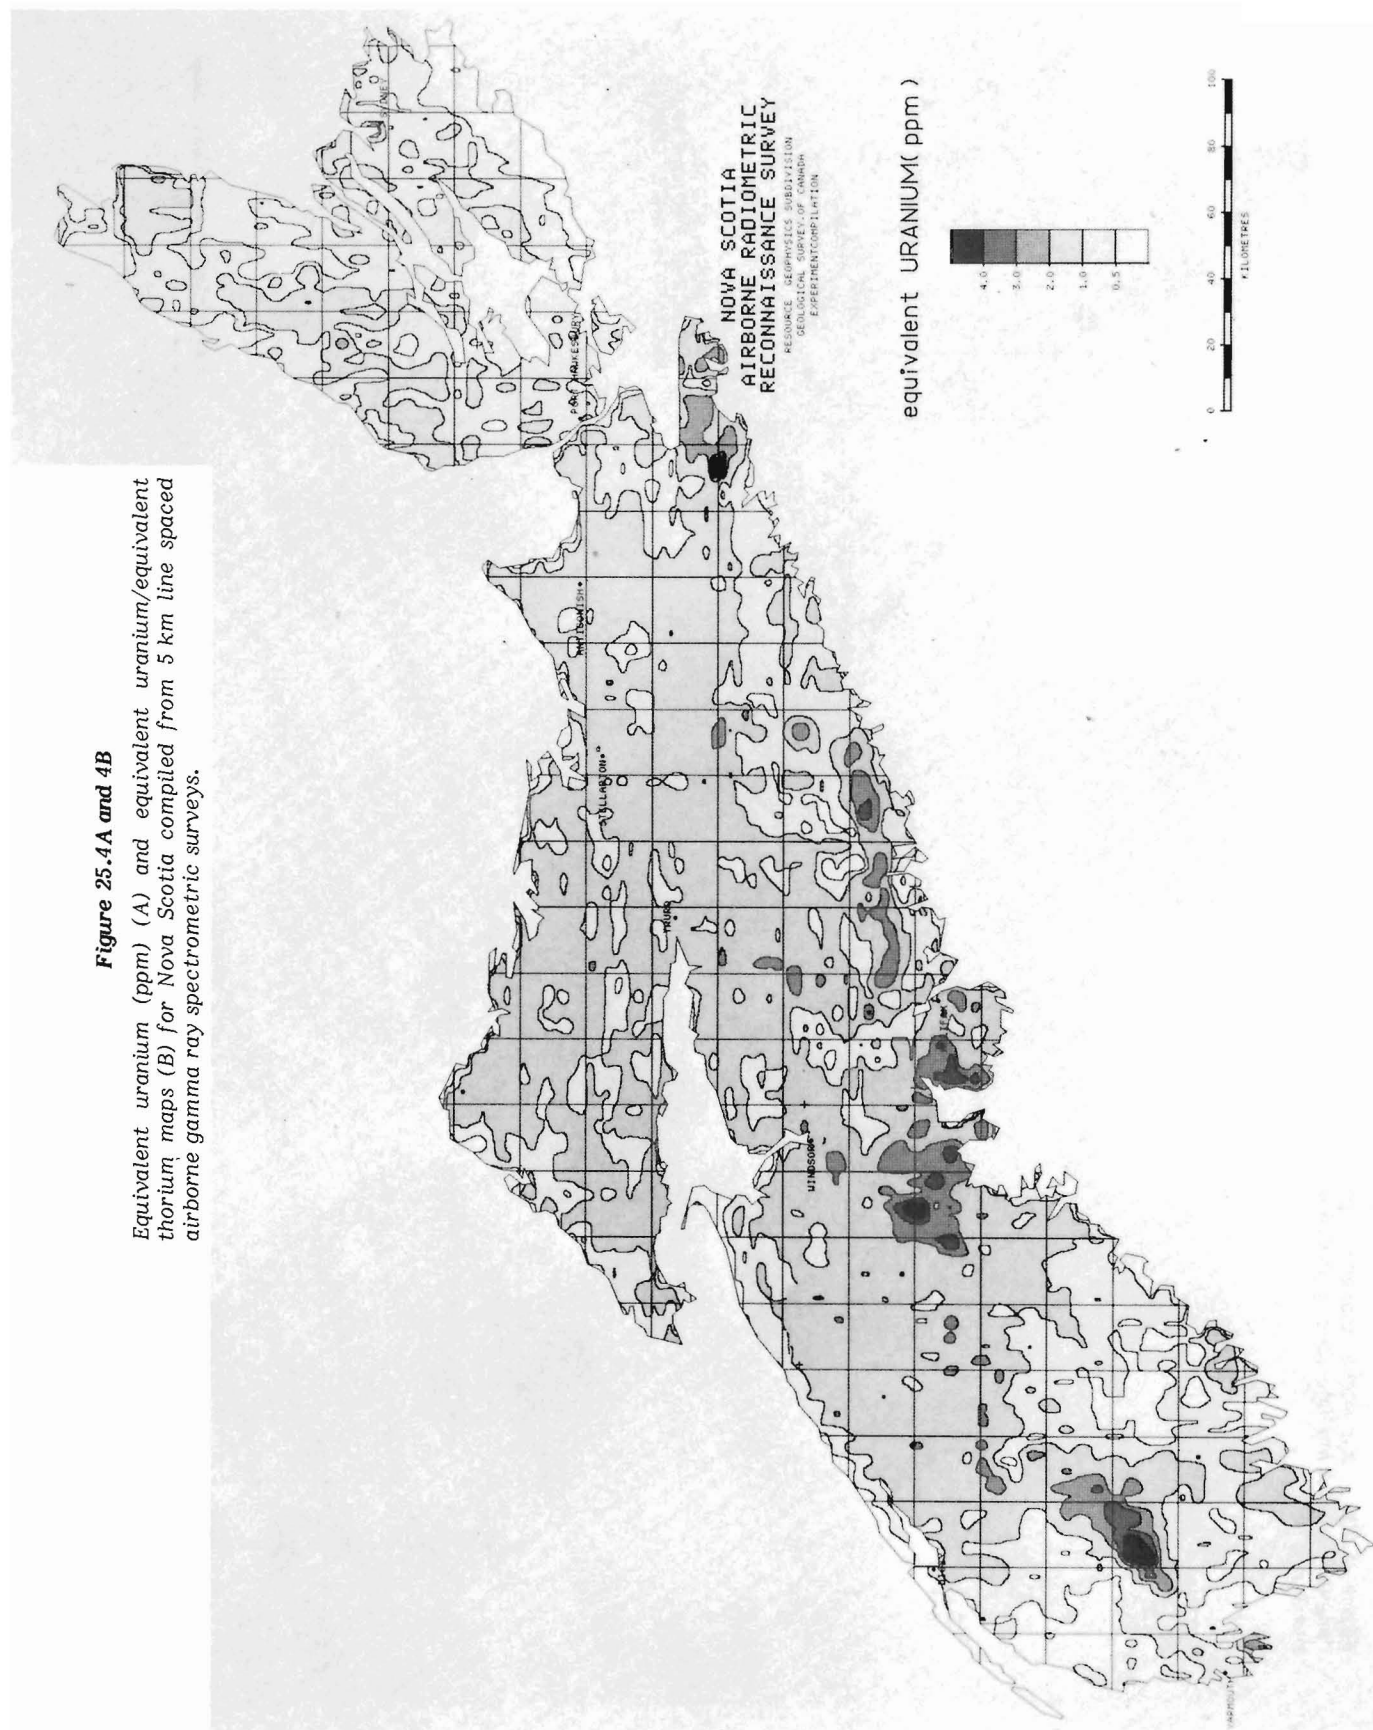 Figure 25.4A and 4B
Equivalent uranium (ppm) (A) and equivalent uranium/equivalent
thorium maps (B) for Nova Scotia compiled from 5 km line spaced
airborne gamma ray spectrometric surveys.
NOVA SCOTIA
AIRBORNE RADIOMETRIC
RECONNAISSANCE SURVEY
RESOURCE GEOPHYSICS SUBDIVISION
GEOLOGICAL SURVEY OF CANADA
EXPERIMENTCOMPILATION
equivalent URANIUM( ppm )
4.0
3.0
2.0
1.0
0.5
0 20 40 60 80 100
KILOMETRES
SYDNEY
PORT HAWKESBURY
ANTIGONISH
STELLARTON
TRURO
WINDSOR